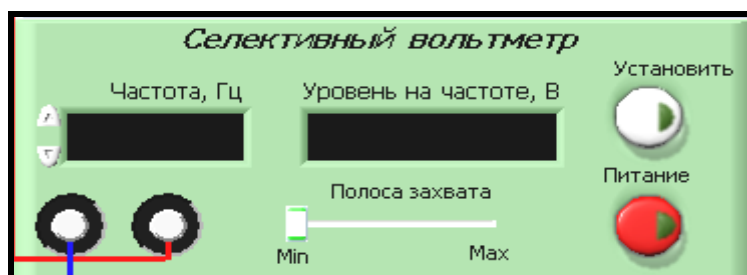 Селективный вольтметр
Установить
Частота, Гц
Уровень на частоте, В
Питание
Полоса захвата
Min
Max